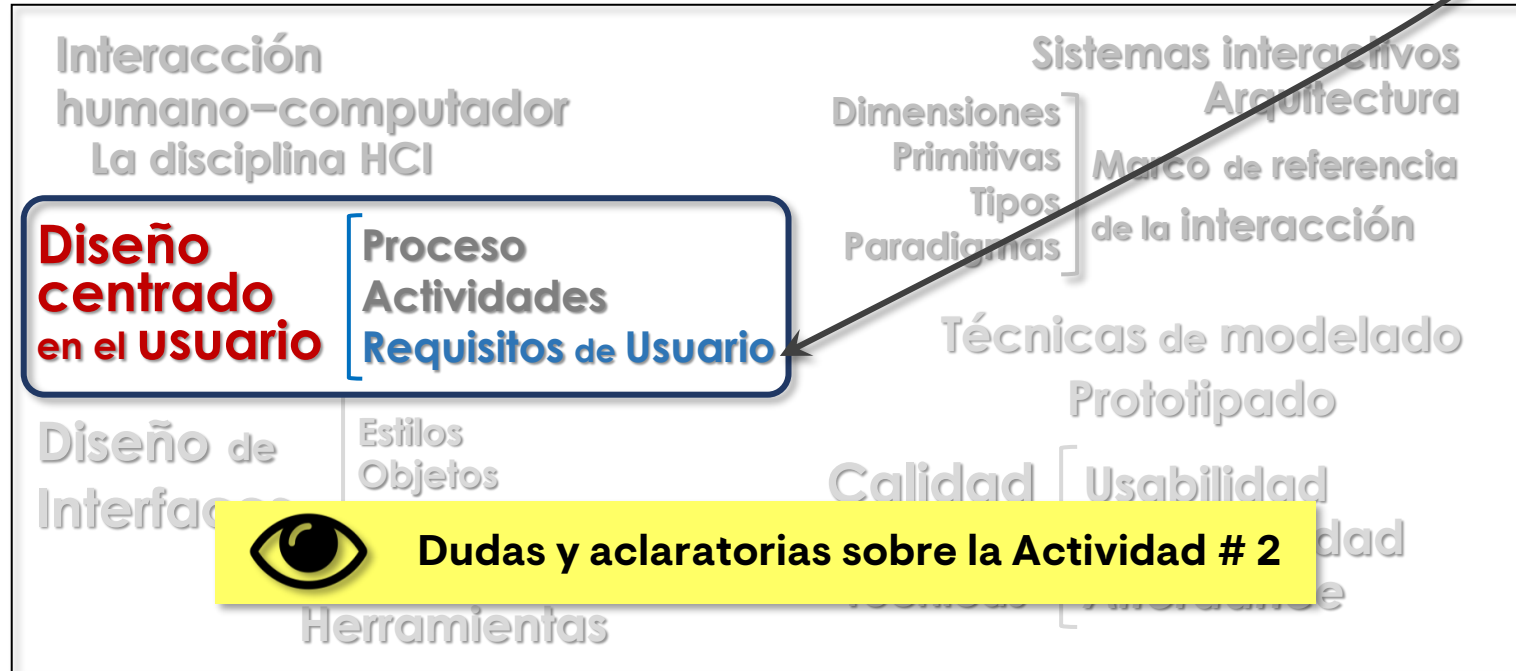 Interacción
humano-computador
La disciplina HCI
Sistemas interactivos
Arquitectura
Dimensiones
Primitivas
Tipos
Paradigmas
Marco de referencia
de la interacción
Diseño
centrado
en el usuario
Proceso
Actividades
Requisitos de Usuario
Técnicas de modelado
Prototipado
Diseño de
Estilos
Objetos
Calidad
Usabilidad
Dudas y aclaratorias sobre la Actividad # 2
Herramientas